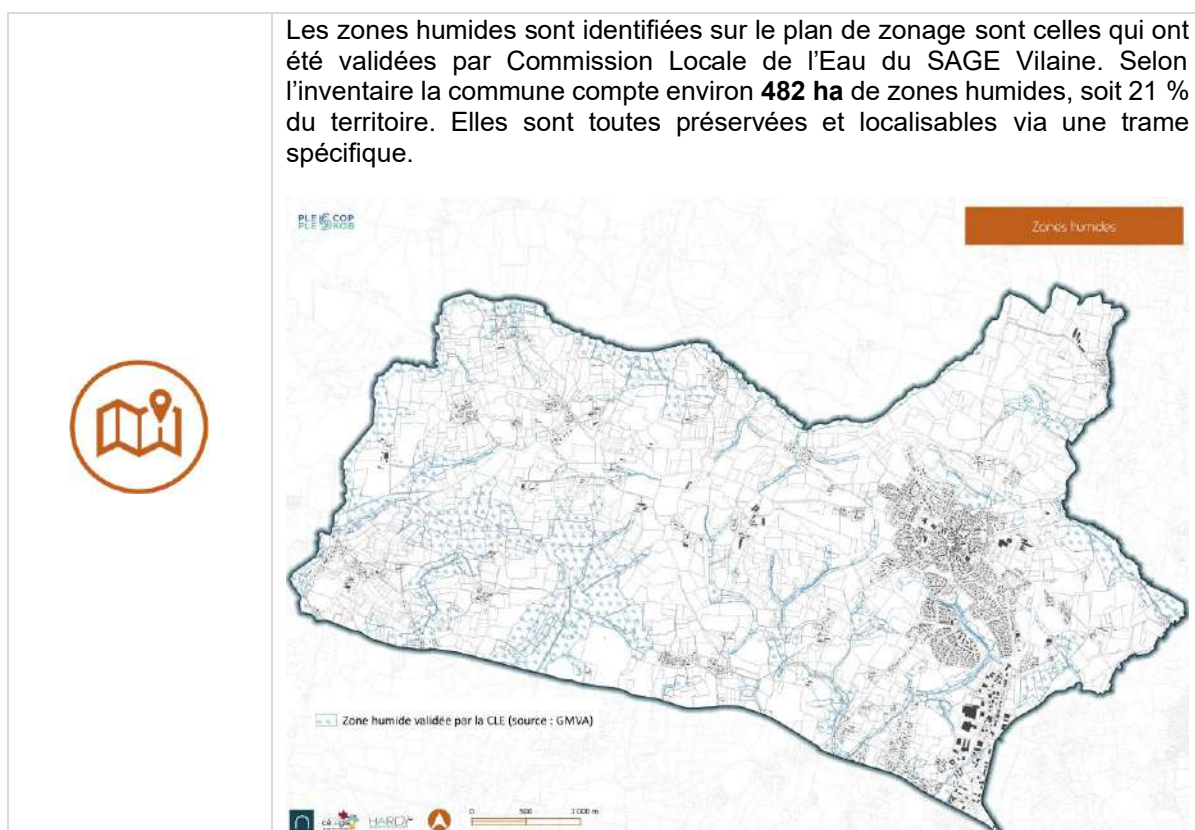 Les zones humides sont identifiées sur le plan de zonage sont celles qui ont
été validées par Commission Locale de l'Eau du SAGE Vilaine. Selon
l'inventaire la commune compte environ 482 ha de zones humides, soit 21 %
du territoire. Elles sont toutes préservées et localisables via une trame
spécifique.
PLE COP
PLE KOB
Zones humides
Zone humide validée par la CLE (source : GMVA)
0 500 1 000 m